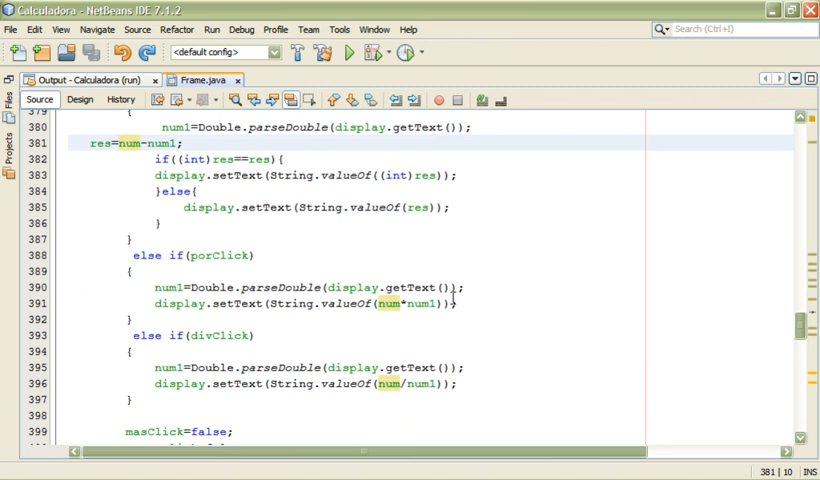 Calculadora - NetBeans IDE 7.1.2
File Edit View Navigate Source Refactor Run Debug Profile Team Tools Window Help
Search (Ctrl+I)
<default config>
Output - Calculadora (run) x Frame.java x
Source Design History
Files
Projects
379 {
380 num1=Double.parseDouble(display.getText());
381 res=num-num1;
382 if((int)res==res){
383 display.setText(String.valueOf((int)res));
384 }else{
385 display.setText(String.valueOf(res));
386 }
387 }
388 else if(porClick)
389 {
390 num1=Double.parseDouble(display.getText());
391 display.setText(String.valueOf(num*num1));
392 }
393 else if(divClick)
394 {
395 num1=Double.parseDouble(display.getText());
396 display.setText(String.valueOf(num/num1));
397 }
398
399 masClick=false;
381 | 10 INS